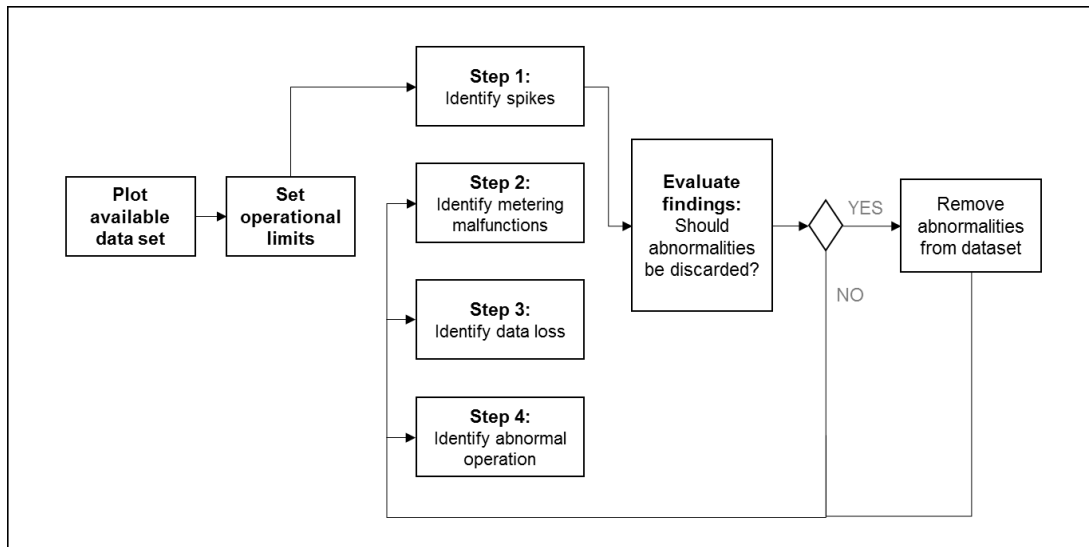 Plot
available
data set
Set
operational
limits
Step 1:
Identify spikes
Step 2:
Identify metering
malfunctions
Step 3:
Identify data loss
Step 4:
Identify abnormal
operation
Evaluate
findings:
Should
abnormalities
be discarded?
YES
NO
Remove
abnormalities
from dataset